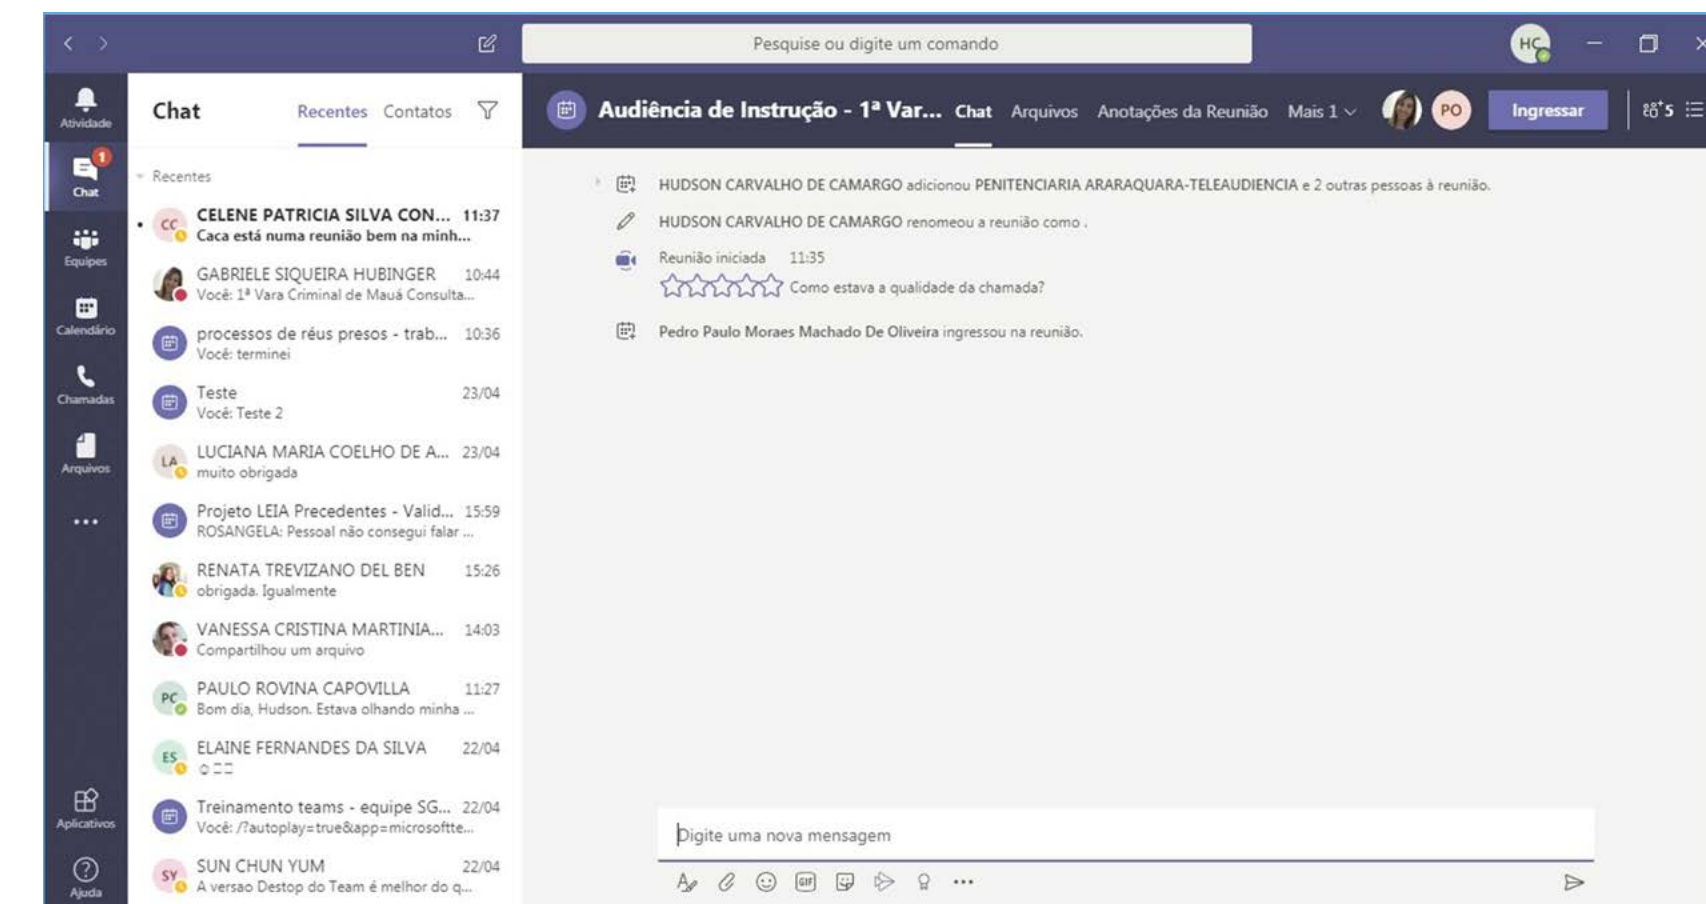 Pesquise ou digite um comando
HC
Atividade
1
Chat
Equipes
Calendário
Chamadas
Arquivos
Aplicativos
Ajuda
Chat Recentes Contatos
Recentes
CC CELENE PATRICIA SILVA CON... 11:37
Caca está numa reunião bem na minh...
GABRIELE SIQUEIRA HUBINGER 10:44
Você: 1ª Vara Criminal de Mauá Consulta...
processos de réus presos - trab... 10:36
Você: terminei
Teste 23/04
Você: Teste 2
LA LUCIANA MARIA COELHO DE A... 23/04
muito obrigada
Projeto LEIA Precedentes - Valid... 15:59
ROSANGELA: Pessoal não consegui falar ...
RENATA TREVIZANO DEL BEN 15:26
obrigada. Igualmente
VANESSA CRISTINA MARTINIA... 14:03
Compartilhou um arquivo
PC PAULO ROVINA CAPOVILLA 11:27
Bom dia, Hudson. Estava olhando minha ...
ES ELAINE FERNANDES DA SILVA 22/04
Treinamento teams - equipe SG... 22/04
Você: /?autoplay=true&app=microsoftte...
SY SUN CHUN YUM 22/04
A versao Destop do Team é melhor do q...
Audiência de Instrução - 1ª Var... Chat Arquivos Anotações da Reunião Mais 1 PO Ingressar 5
HUDSON CARVALHO DE CAMARGO adicionou PENITENCIARIA ARARAQUARA-TELEAUDIENCIA e 2 outras pessoas à reunião.
HUDSON CARVALHO DE CAMARGO renomeou a reunião como .
Reunião iniciada 11:35
Como estava a qualidade da chamada?
Pedro Paulo Moraes Machado De Oliveira ingressou na reunião.
Digite uma nova mensagem
GIF